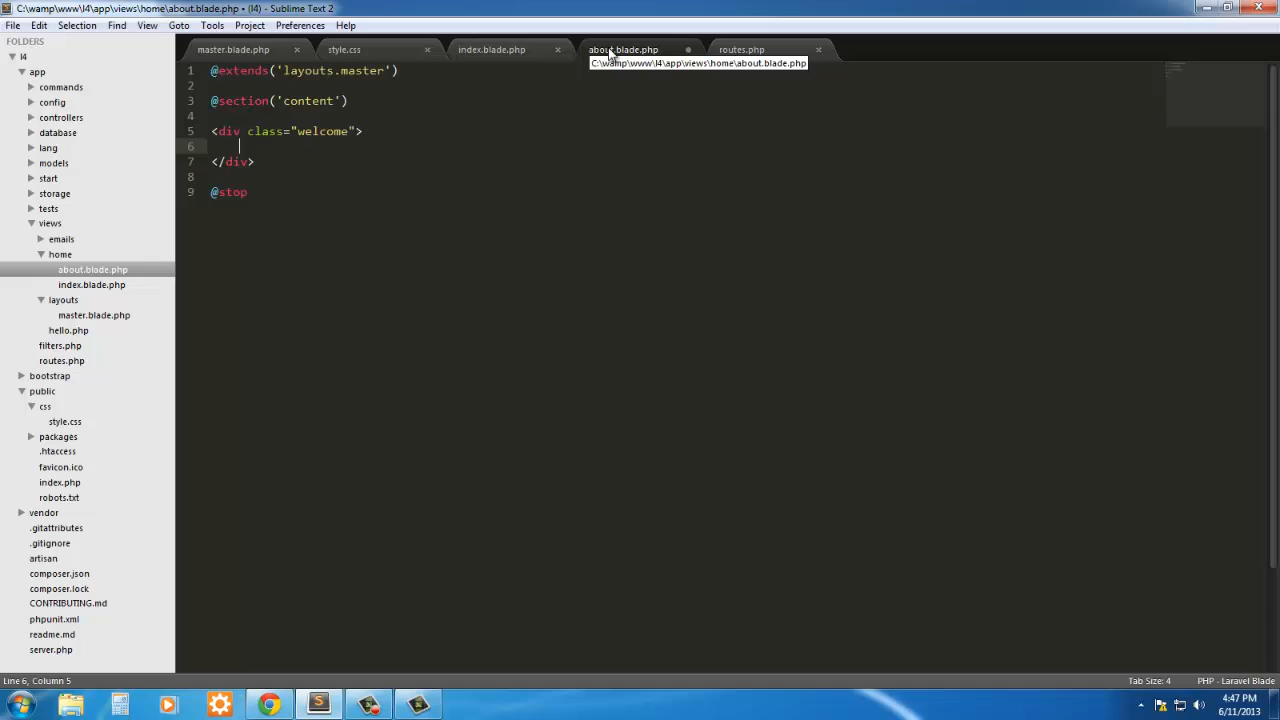 C:\wamp\www\l4\app\views\home\about.blade.php • (l4) - Sublime Text 2
File Edit Selection Find View Goto Tools Project Preferences Help
FOLDERS
l4
app
commands
config
controllers
database
lang
models
start
storage
tests
views
emails
home
about.blade.php
index.blade.php
layouts
master.blade.php
hello.php
filters.php
routes.php
bootstrap
public
css
style.css
packages
.htaccess
favicon.ico
index.php
robots.txt
vendor
.gitattributes
.gitignore
artisan
composer.json
composer.lock
CONTRIBUTING.md
phpunit.xml
readme.md
server.php
master.blade.php style.css index.blade.php about.blade.php routes.php
C:\wamp\www\l4\app\views\home\about.blade.php
1 @extends('layouts.master')
2
3 @section('content')
4
5 <div class="welcome">
6
7 </div>
8
9 @stop
Line 6, Column 5 Tab Size: 4 PHP - Laravel Blade
4:47 PM
6/11/2013